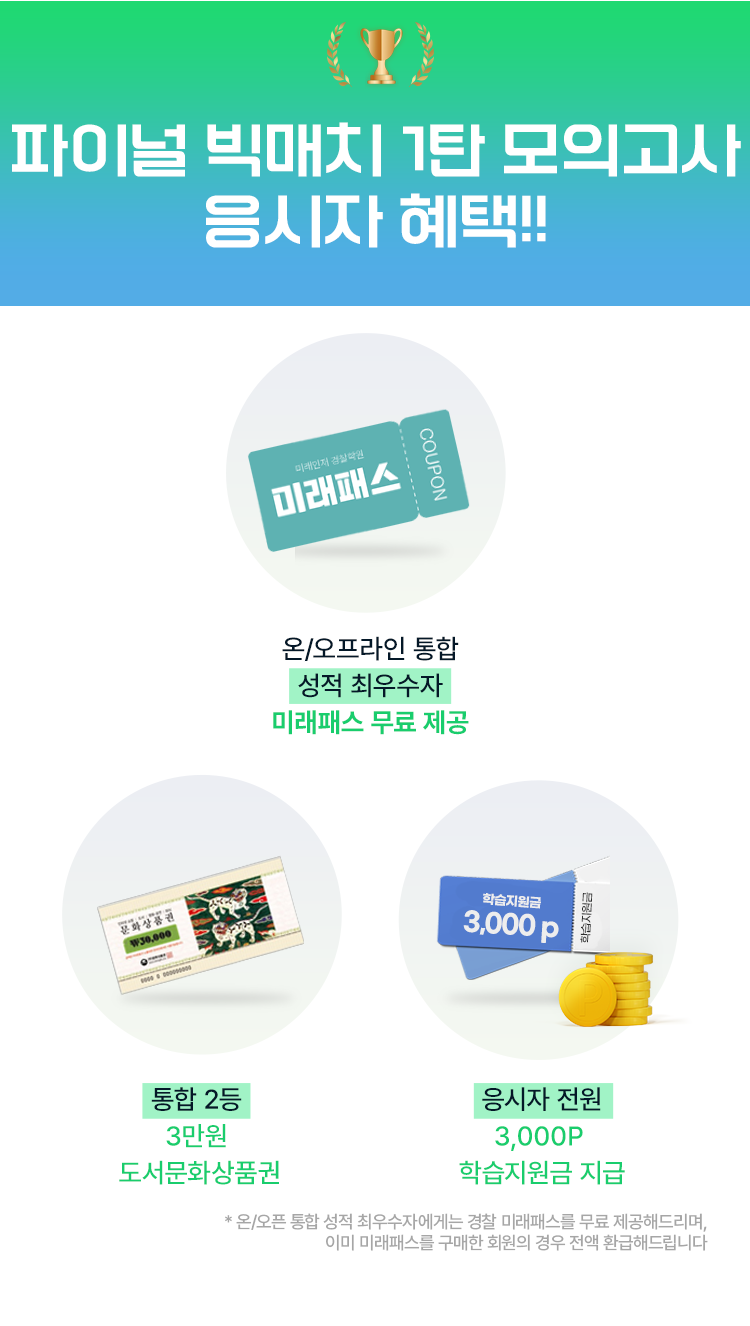 파이널 빅매치 1탄 모의고사
응시자 혜택!!
미래인재 경찰학원
미래패스
COUPON
온/오프라인 통합
성적 최우수자
미래패스 무료 제공
문화상품권
₩30,000
학습지원금
3,000 p
학습지원금
통합 2등
3만원
도서문화상품권
응시자 전원
3,000P
학습지원금 지급
* 온/오픈 통합 성적 최우수자에게는 경찰 미래패스를 무료 제공해드리며,
이미 미래패스를 구매한 회원의 경우 전액 환급해드립니다